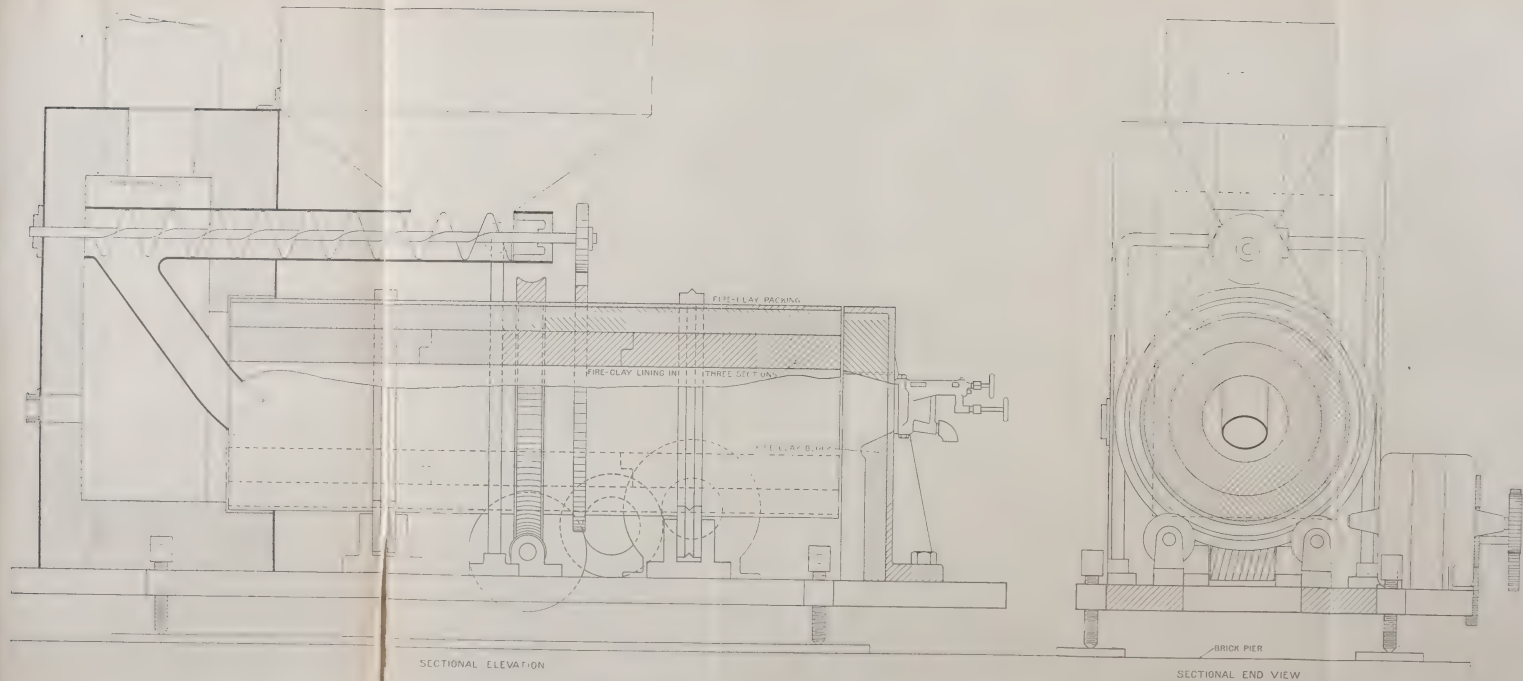 FIRE-CLAY PACKING
FIRE-CLAY LINING IN THREE SECTIONS
SECTIONAL ELEVATION
BRICK PIER
SECTIONAL END VIEW